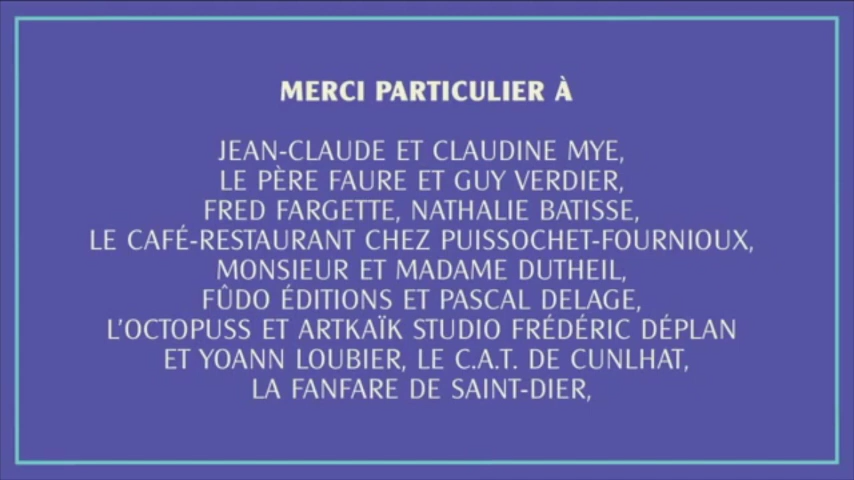 MERCI PARTICULIER À
JEAN-CLAUDE ET CLAUDINE MYE,
LE PÈRE FAURE ET GUY VERDIER,
FRED FARGETTE, NATHALIE BATISSE,
LE CAFÉ-RESTAURANT CHEZ PUISSOCHET-FOURNIOUX,
MONSIEUR ET MADAME DUTHEIL,
FÛDO ÉDITIONS ET PASCAL DELAGE,
L'OCTOPUSS ET ARTKAÏK STUDIO FRÉDÉRIC DÉPLAN
ET YOANN LOUBIER, LE C.A.T. DE CUNLHAT,
LA FANFARE DE SAINT-DIER,